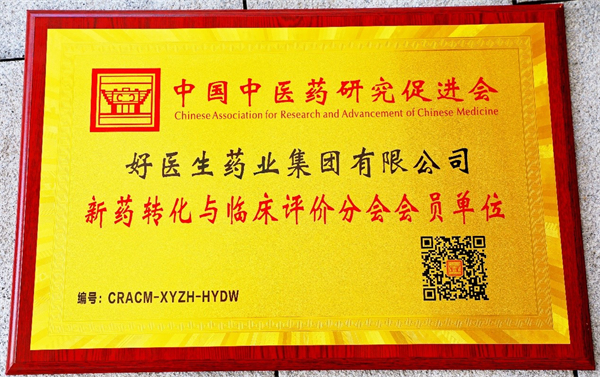 中国中医药研究促进会
Chinese Association for Research and Advancement of Chinese Medicine
好医生药业集团有限公司
新药转化与临床评价分会会员单位
编号：CRACM-XYZH-HYDW